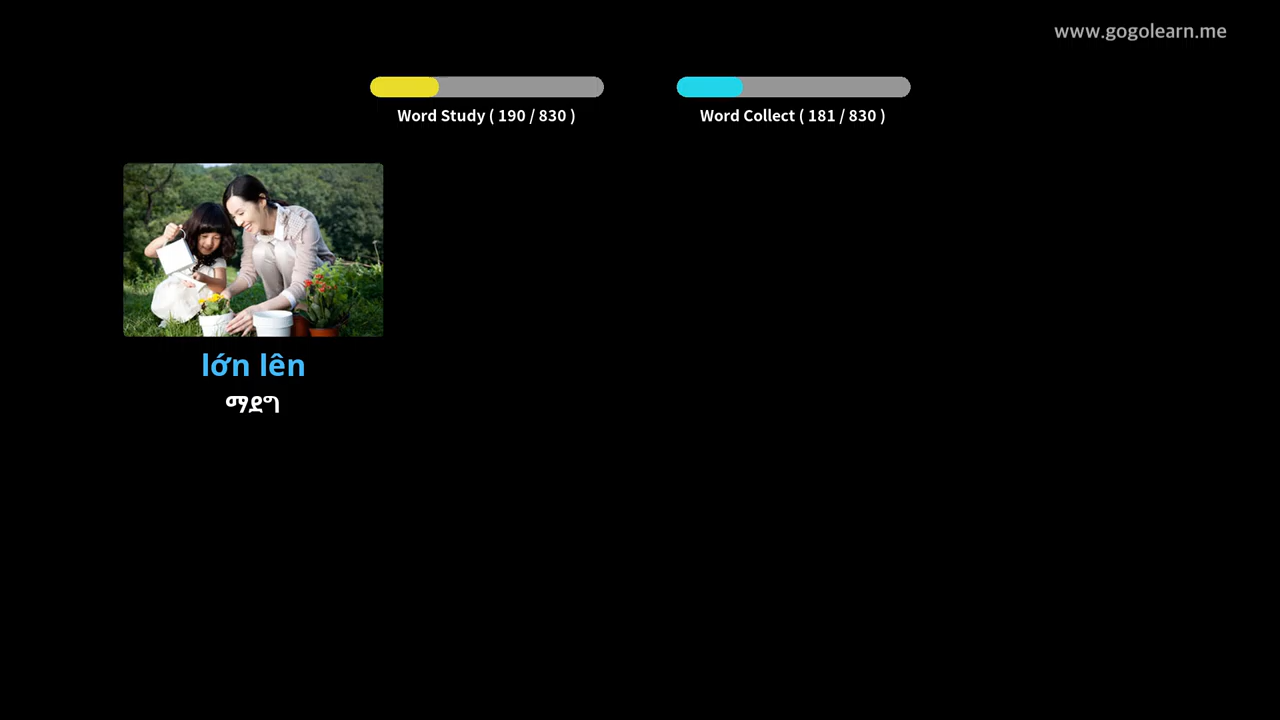 www.gogolearn.me
Word Study ( 190 / 830 )
Word Collect ( 181 / 830 )
lớn lên
ማደግ